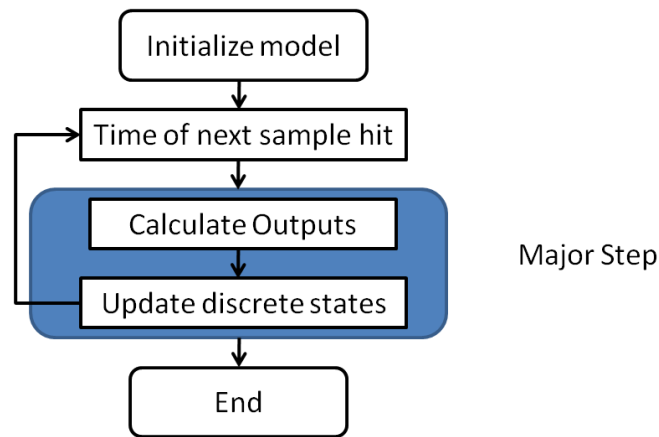 Initialize model
Time of next sample hit
Calculate Outputs
Major Step
Update discrete states
End